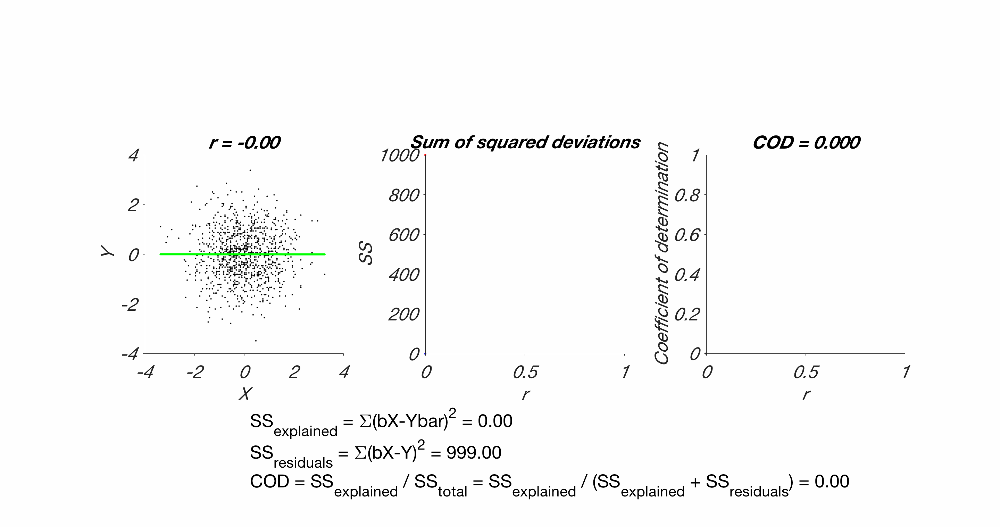 r = -0.00
4
2
0
-2
-4
Y
-4 -2 0 2 4
X
Sum of squared deviations
1000
800
600
400
200
0
SS
0 0.5 1
r
COD = 0.000
1
0.8
0.6
0.4
0.2
0
Coefficient of determination
0 0.5 1
r
SSexplained = Σ(bX-Ybar)2 = 0.00
SSresiduals = Σ(bX-Y)2 = 999.00
COD = SSexplained / SStotal = SSexplained / (SSexplained + SSresiduals) = 0.00